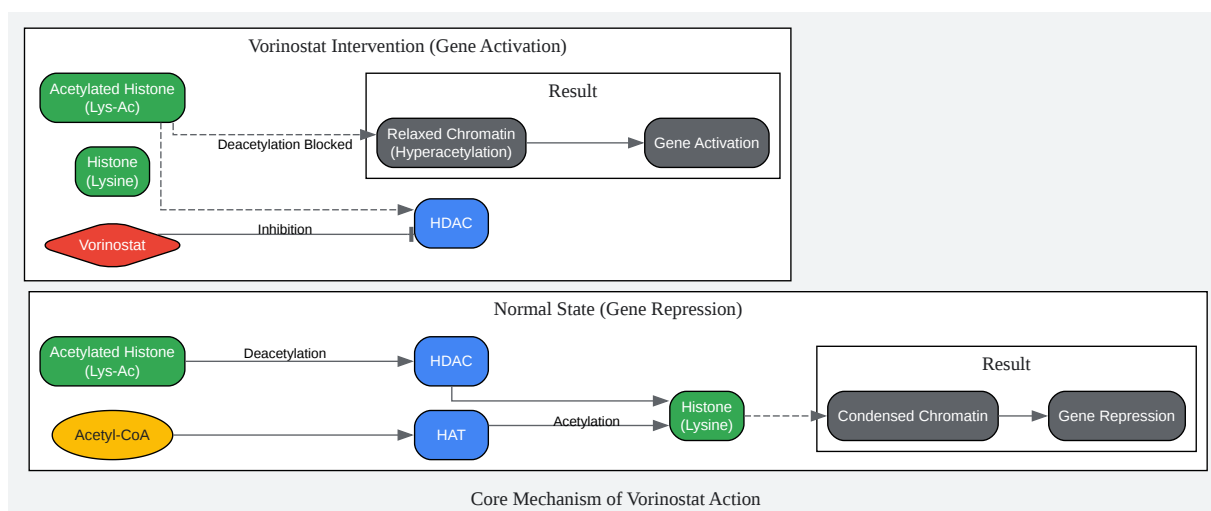 Vorinostat Intervention (Gene Activation)
Acetylated Histone
(Lys-Ac)
Result
Deacetylation Blocked
Relaxed Chromatin
(Hyperacetylation)
Gene Activation
Histone
(Lysine)
HDAC
Vorinostat
Inhibition
Normal State (Gene Repression)
Acetylated Histone
(Lys-Ac)
Deacetylation
HDAC
Result
Acetyl-CoA
HAT
Acetylation
Histone
(Lysine)
Condensed Chromatin
Gene Repression
Core Mechanism of Vorinostat Action